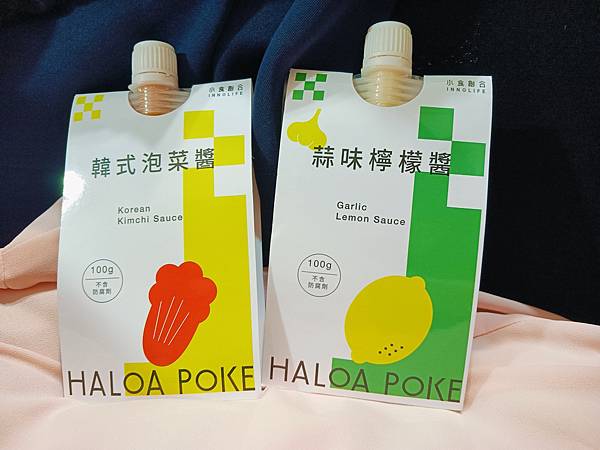 小食聯合
INNOLIFE
韓式泡菜醬
Korean
Kimchi Sauce
100g
不含
防腐劑
HALOA POKE
小食聯合
INNOLIFE
蒜味檸檬醬
Garlic
Lemon Sauce
100g
不含
防腐劑
HALOA POKE